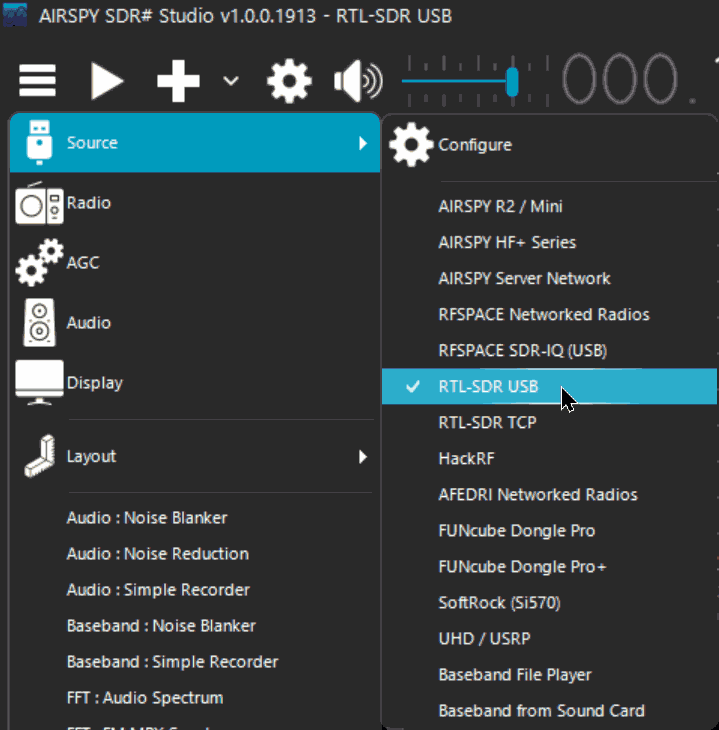 AIRSPY SDR# Studio v1.0.0.1913 - RTL-SDR USB
000.
Source
Radio
AGC
Audio
Display
Layout
Audio : Noise Blanker
Audio : Noise Reduction
Audio : Simple Recorder
Baseband : Noise Blanker
Baseband : Simple Recorder
FFT : Audio Spectrum
Configure
AIRSPY R2 / Mini
AIRSPY HF+ Series
AIRSPY Server Network
RFSPACE Networked Radios
RFSPACE SDR-IQ (USB)
RTL-SDR USB
RTL-SDR TCP
HackRF
AFEDRI Networked Radios
FUNcube Dongle Pro
FUNcube Dongle Pro+
SoftRock (Si570)
UHD / USRP
Baseband File Player
Baseband from Sound Card